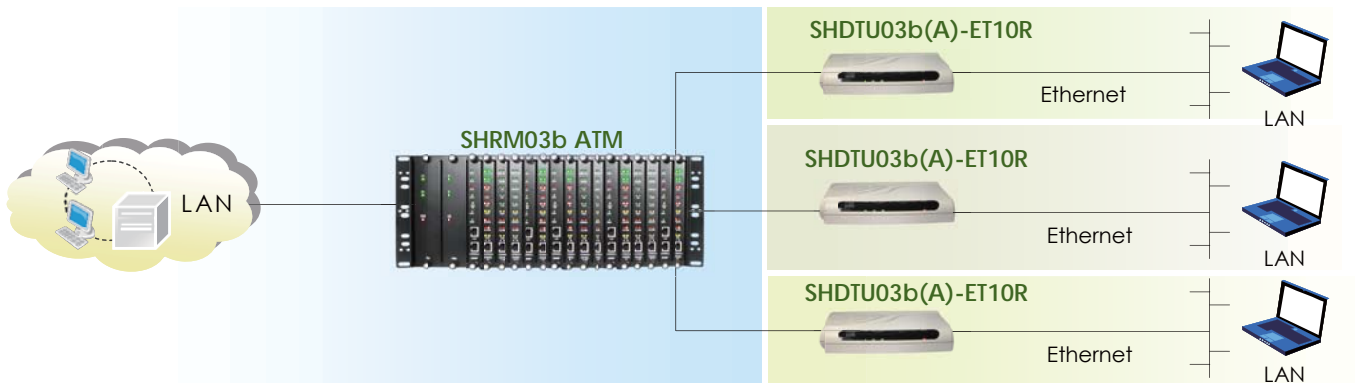 SHDTU03b(A)-ET10R
Ethernet
LAN
SHRM03b ATM
LAN
SHDTU03b(A)-ET10R
Ethernet
LAN
SHDTU03b(A)-ET10R
Ethernet
LAN